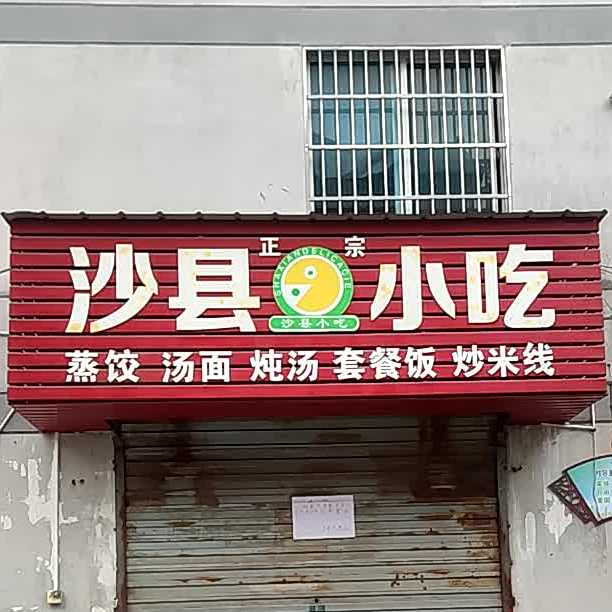 正宗
沙县 小吃
SHAXIANDELICACIE
沙县小吃
蒸饺 汤面 炖汤 套餐饭 炒米线